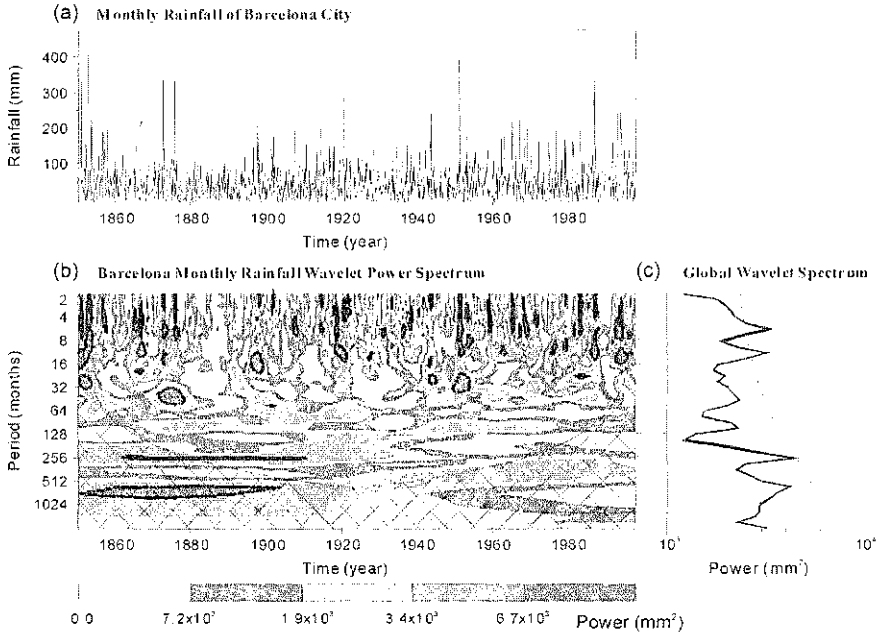 (a) Monthly Rainfall of Barcelona City
Rainfall (mm)
400
300
200
100
1860 1880 1900 1920 1940 1960 1980
Time (year)
(b) Barcelona Monthly Rainfall Wavelet Power Spectrum
(c) Global Wavelet Spectrum
Period (months)
2
4
8
16
32
64
128
256
512
1024
1860 1880 1900 1920 1940 1960 1980
Time (year)
Power (mm²)
0 0 7.2x10² 1 9x10³ 3 4x10³ 6 7x10³ Power (mm²)